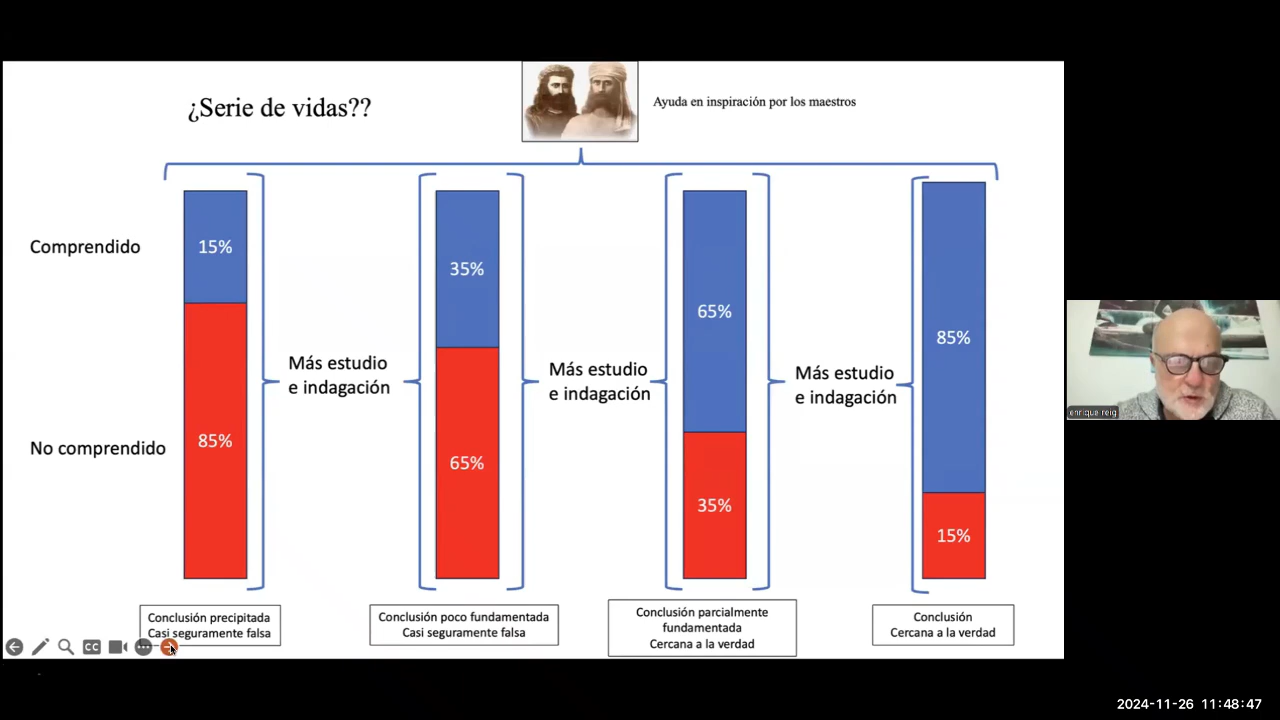 ¿Serie de vidas??
Ayuda en inspiración por los maestros
Comprendido
No comprendido
15%
85%
Más estudio
e indagación
35%
65%
Más estudio
e indagación
65%
35%
Más estudio
e indagación
85%
15%
Conclusión precipitada
Casi seguramente falsa
Conclusión poco fundamentada
Casi seguramente falsa
Conclusión parcialmente
fundamentada
Cercana a la verdad
Conclusión
Cercana a la verdad
CC
enrique reig
2024-11-26 11:48:47